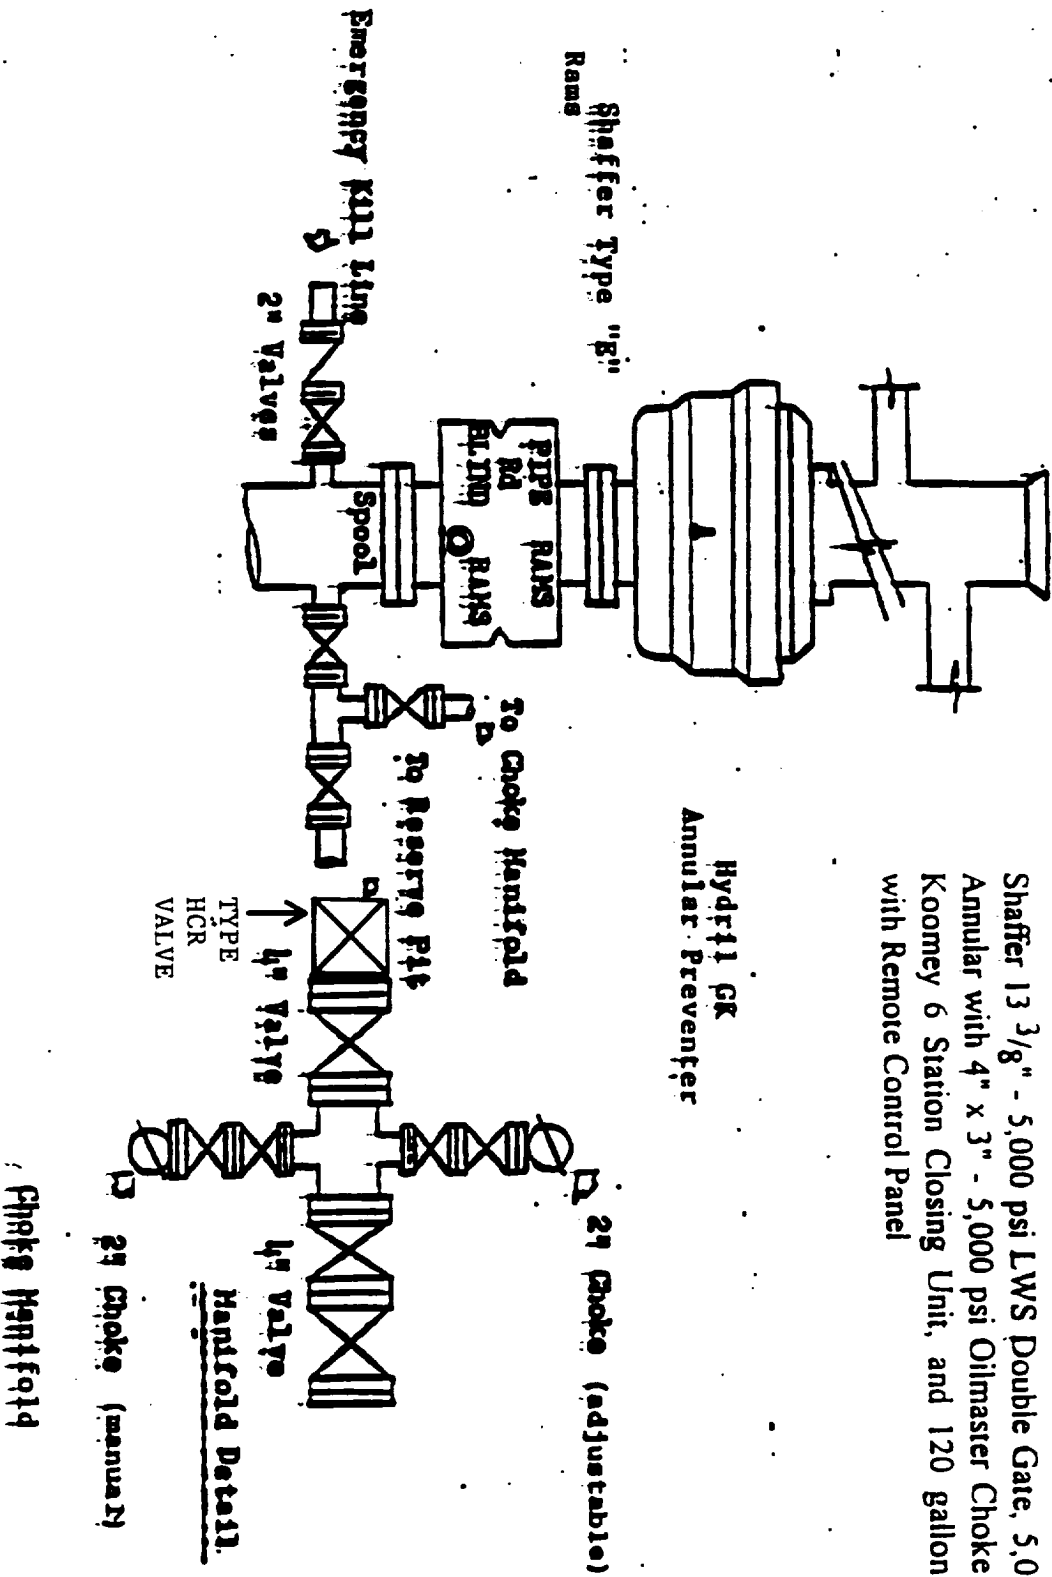 Shaffer 13 3/8" - 5,000 psi LWS Double Gate, 5,0
Annular with 4" x 3" - 5,000 psi Oilmaster Choke
Koomey 6 Station Closing Unit, and 120 gallon
with Remote Control Panel
Hydril GK
Annular Preventer
Shaffer Type "E"
Rams
PIPE RAMS
Rd
BLIND RAMS
Spool
Emergency Kill Line
2" Valves
To Choke Manifold
To Reserve Pit
4" Valve
TYPE
HCR
VALVE
2" Choke (adjustable)
4" Valve
Manifold Detail
2" Choke (manual)
Choke Manifold